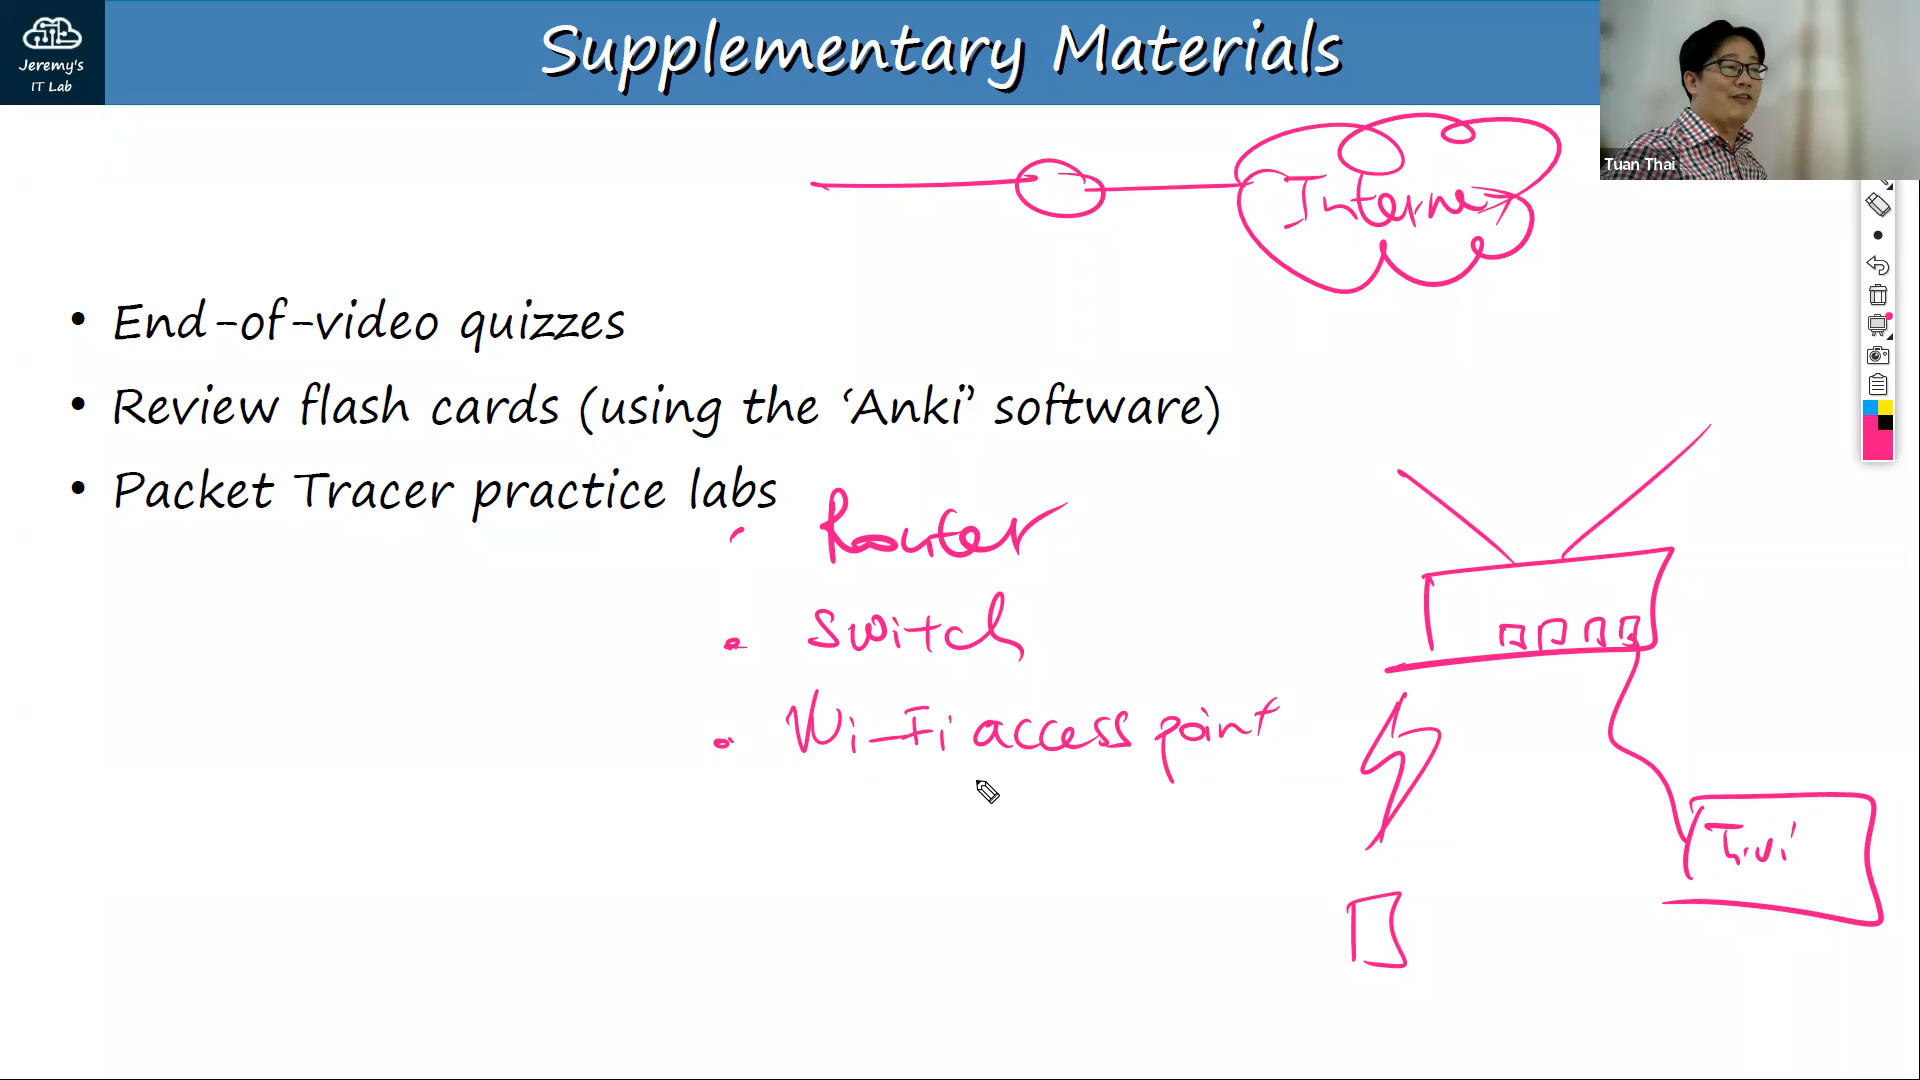 Jeremy's
IT Lab
Supplementary Materials
Tuan Thai
Internet
• End-of-video quizzes
• Review flash cards (using the ‘Anki’ software)
• Packet Tracer practice labs
• Router
• Switch
• Wi-Fi access point
Tivi